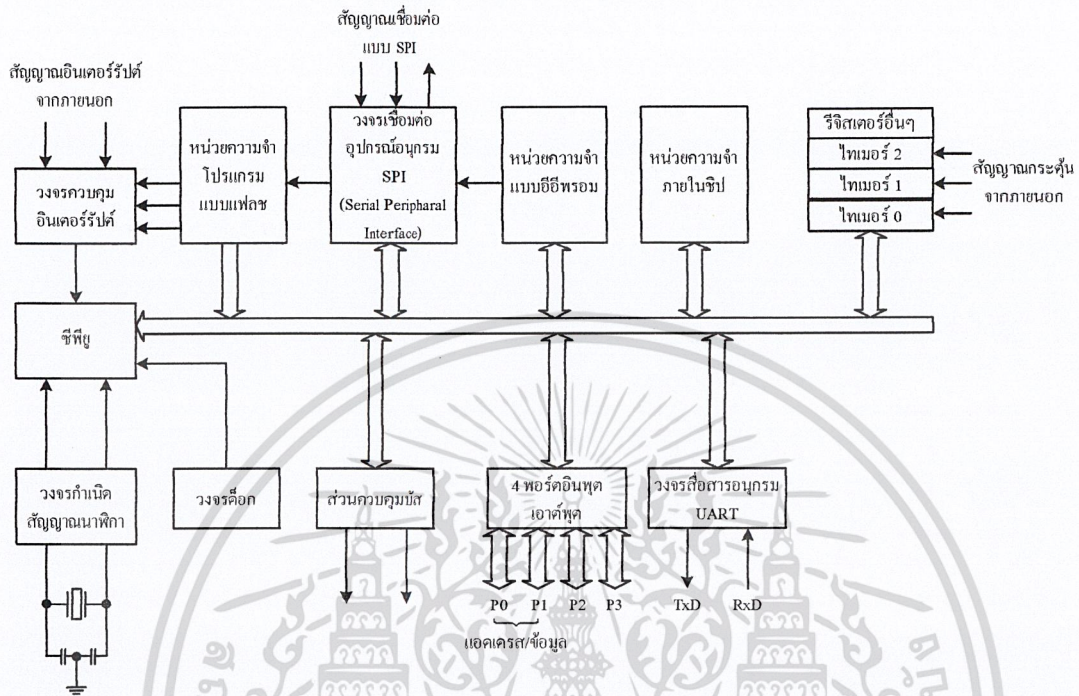 สัญญาณเชื่อมต่อ
แบบ SPI
สัญญาณอินเตอร์รัปต์
จากภายนอก
หน่วยความจำ
โปรแกรม
แบบแฟลช
วงจรเชื่อมต่อ
อุปกรณ์อนุกรม
SPI
(Serial Peripharal
Interface)
หน่วยความจำ
แบบอีอีพรอม
หน่วยความจำ
ภายในชิป
รีจิสเตอร์อื่นๆ
ไทเมอร์ 2
ไทเมอร์ 1
ไทเมอร์ 0
สัญญาณกระตุ้น
จากภายนอก
วงจรควบคุม
อินเตอร์รัปต์
ซีพียู
วงจรกำเนิด
สัญญาณนาฬิกา
วงจรด็อก
ส่วนควบคุมบัส
4 พอร์ตอินพุต
เอาต์พุต
วงจรสื่อสารอนุกรม
UART
P0 P1 P2 P3
TxD RxD
แอดเดรส/ข้อมูล